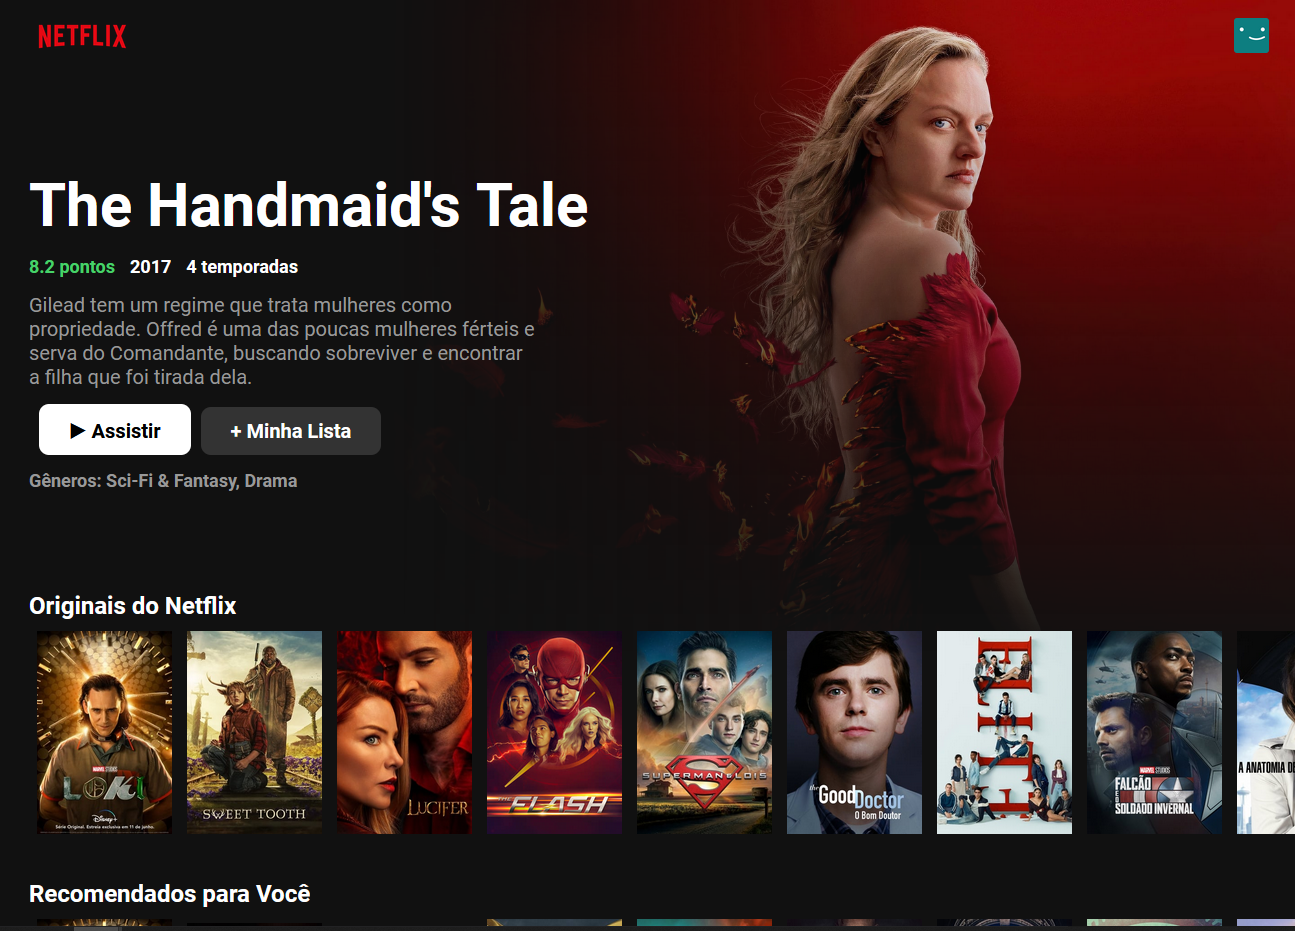 NETFLIX
The Handmaid's Tale
8.2 pontos 2017 4 temporadas
Gilead tem um regime que trata mulheres como
propriedade. Offred é uma das poucas mulheres férteis e
serva do Comandante, buscando sobreviver e encontrar
a filha que foi tirada dela.
▶ Assistir
+ Minha Lista
Gêneros: Sci-Fi & Fantasy, Drama
Originais do Netflix
MARVEL STUDIOS
LOKI
Disney+
Série Original. Estreia exclusiva em 11 de junho.
SWEET TOOTH
LUCIFER
THE FLASH
SUPERMAN & LOIS
the Good Doctor
O Bom Doutor
ELITE
MARVEL STUDIOS
FALCÃO
E O
SOLDADO INVERNAL
A ANATOMIA DE
Recomendados para Você